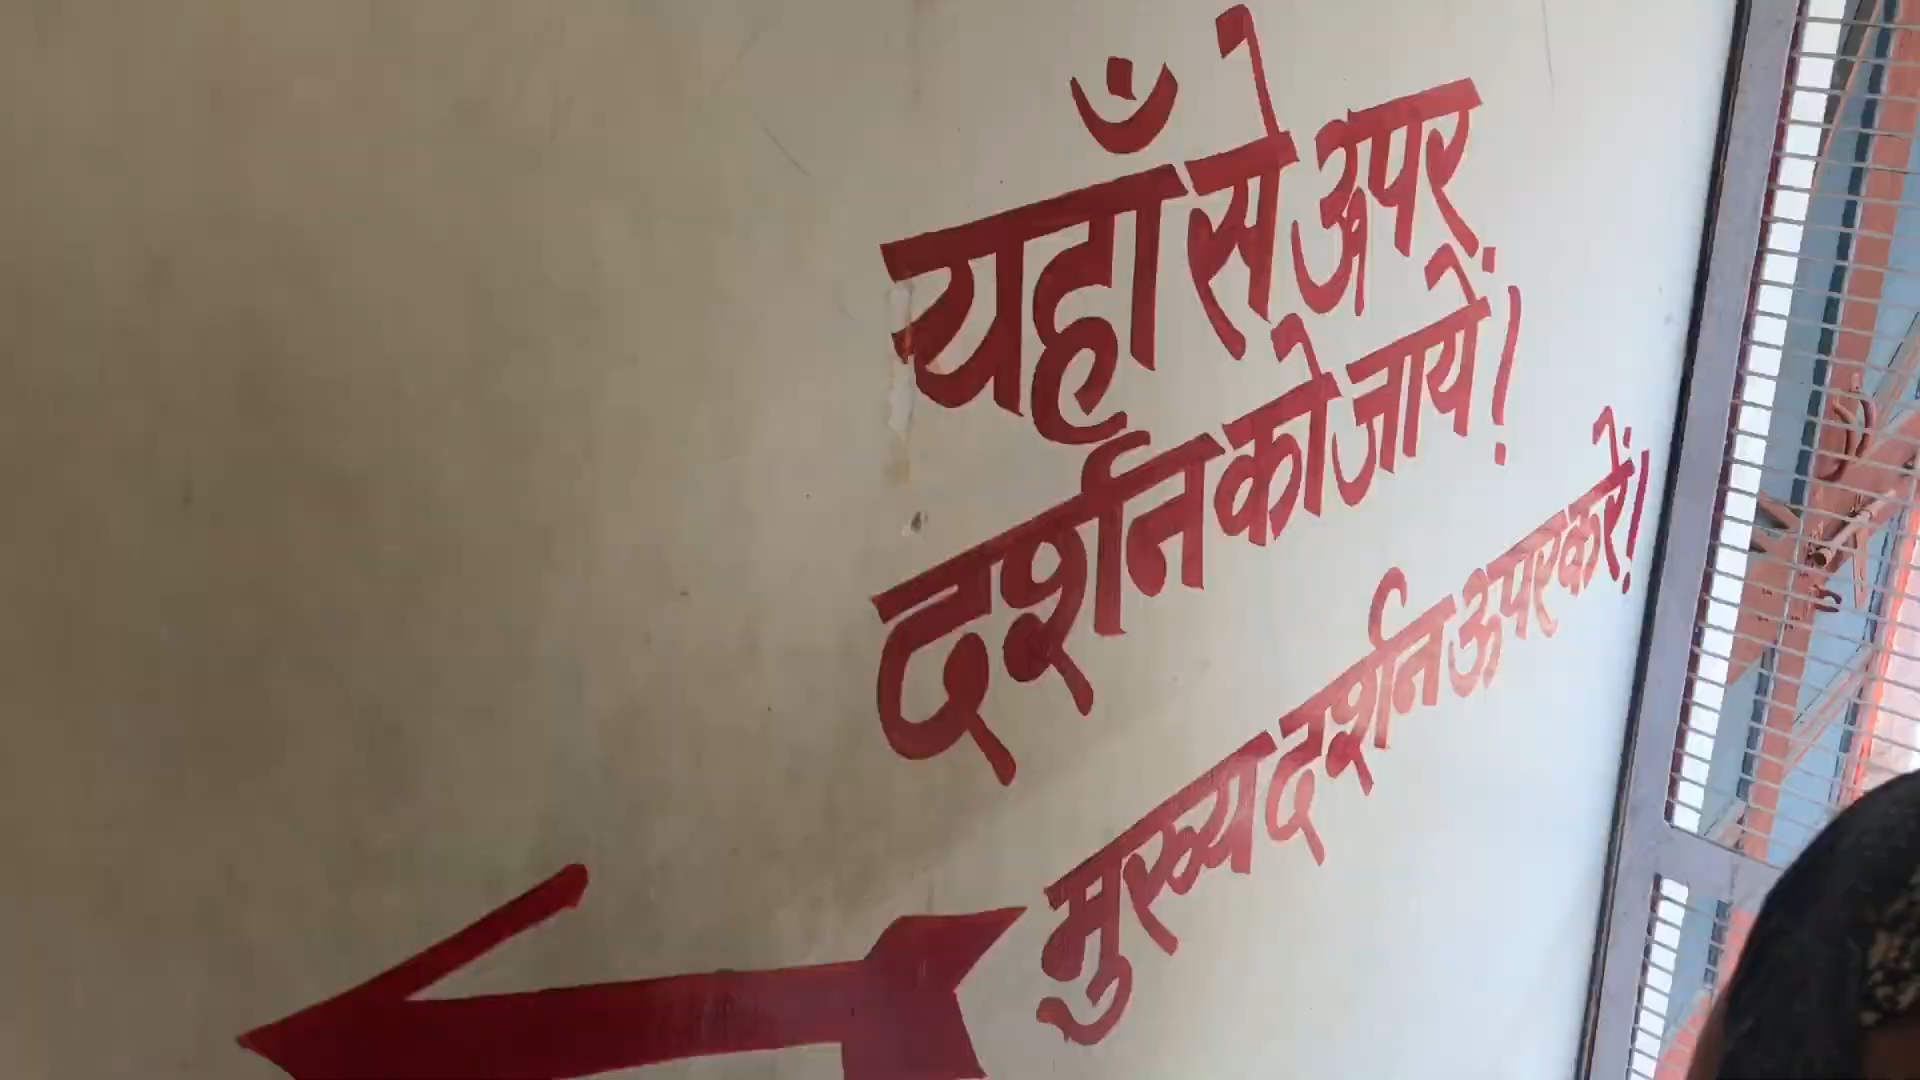 यहाँ से ऊपर
दर्शन को जायें!
मुख्य दर्शन ऊपर करें!